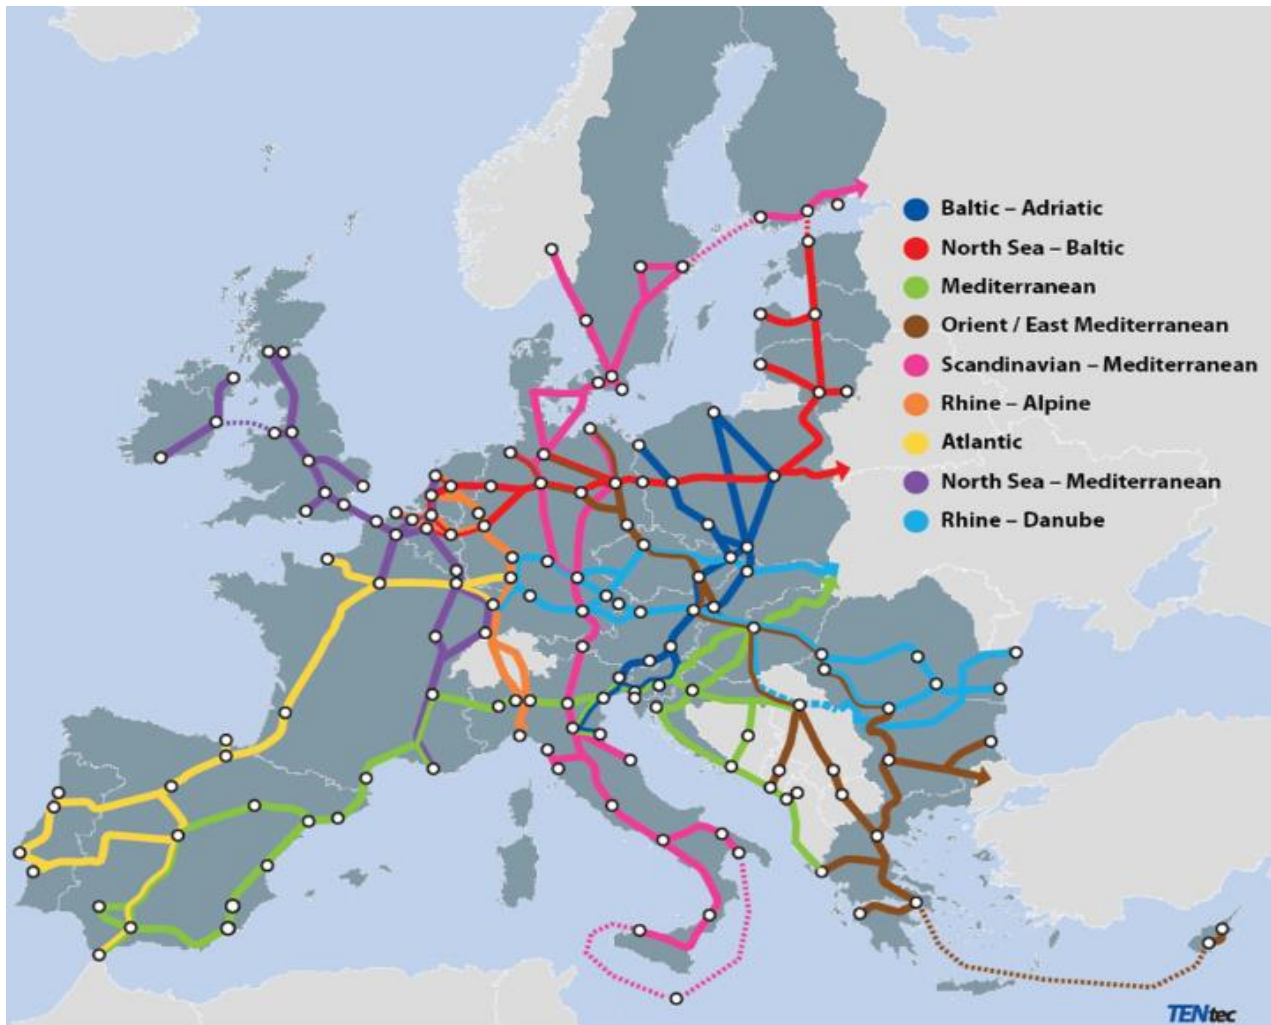 Baltic – Adriatic
North Sea – Baltic
Mediterranean
Orient / East Mediterranean
Scandinavian – Mediterranean
Rhine – Alpine
Atlantic
North Sea – Mediterranean
Rhine – Danube
TENtec